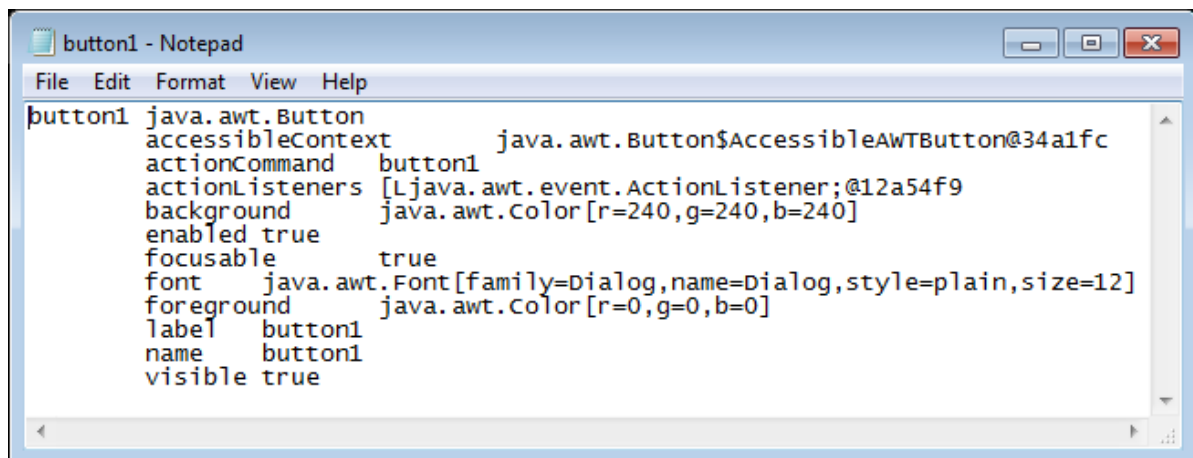 button1 - Notepad
File Edit Format View Help
button1 java.awt.Button
accessibleContext java.awt.Button$AccessibleAWTButton@34a1fc
actionCommand button1
actionListeners [Ljava.awt.event.ActionListener;@12a54f9
background java.awt.Color[r=240,g=240,b=240]
enabled true
focusable true
font java.awt.Font[family=Dialog,name=Dialog,style=plain,size=12]
foreground java.awt.Color[r=0,g=0,b=0]
label button1
name button1
visible true